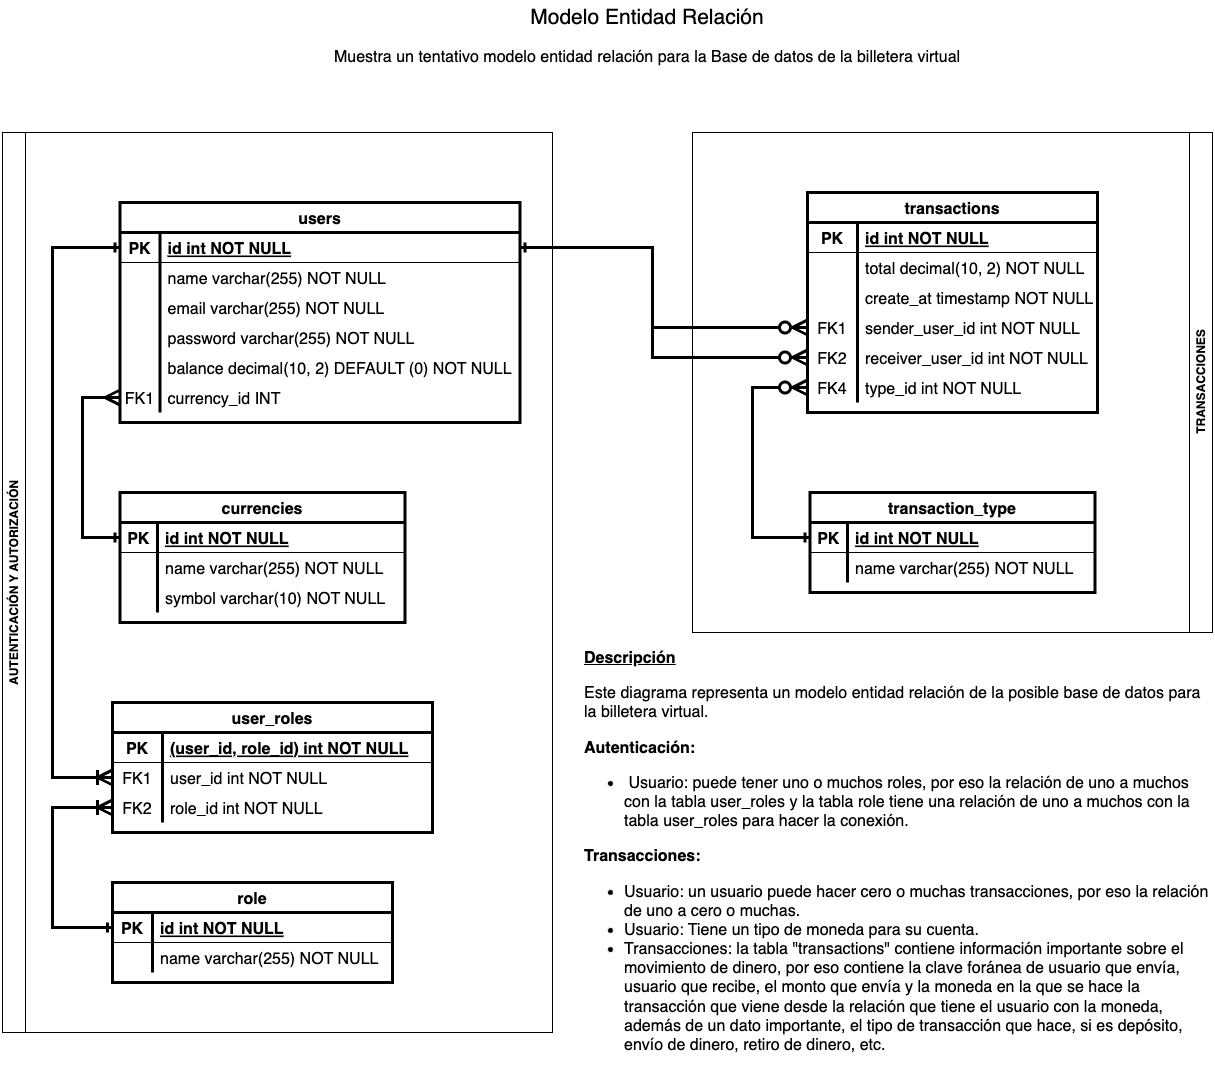 Modelo Entidad Relación
Muestra un tentativo modelo entidad relación para la Base de datos de la billetera virtual
AUTENTICACIÓN Y AUTORIZACIÓN
users
PK id int NOT NULL
name varchar(255) NOT NULL
email varchar(255) NOT NULL
password varchar(255) NOT NULL
balance decimal(10, 2) DEFAULT (0) NOT NULL
FK1 currency_id INT
currencies
PK id int NOT NULL
name varchar(255) NOT NULL
symbol varchar(10) NOT NULL
user_roles
PK (user_id, role_id) int NOT NULL
FK1 user_id int NOT NULL
FK2 role_id int NOT NULL
role
PK id int NOT NULL
name varchar(255) NOT NULL
TRANSACCIONES
transactions
PK id int NOT NULL
total decimal(10, 2) NOT NULL
create_at timestamp NOT NULL
FK1 sender_user_id int NOT NULL
FK2 receiver_user_id int NOT NULL
FK4 type_id int NOT NULL
transaction_type
PK id int NOT NULL
name varchar(255) NOT NULL
Descripción
Este diagrama representa un modelo entidad relación de la posible base de datos para
la billetera virtual.
Autenticación:
• Usuario: puede tener uno o muchos roles, por eso la relación de uno a muchos
con la tabla user_roles y la tabla role tiene una relación de uno a muchos con la
tabla user_roles para hacer la conexión.
Transacciones:
• Usuario: un usuario puede hacer cero o muchas transacciones, por eso la relación
de uno a cero o muchas.
• Usuario: Tiene un tipo de moneda para su cuenta.
• Transacciones: la tabla "transactions" contiene información importante sobre el
movimiento de dinero, por eso contiene la clave foránea de usuario que envía,
usuario que recibe, el monto que envía y la moneda en la que se hace la
transacción que viene desde la relación que tiene el usuario con la moneda,
además de un dato importante, el tipo de transacción que hace, si es depósito,
envío de dinero, retiro de dinero, etc.